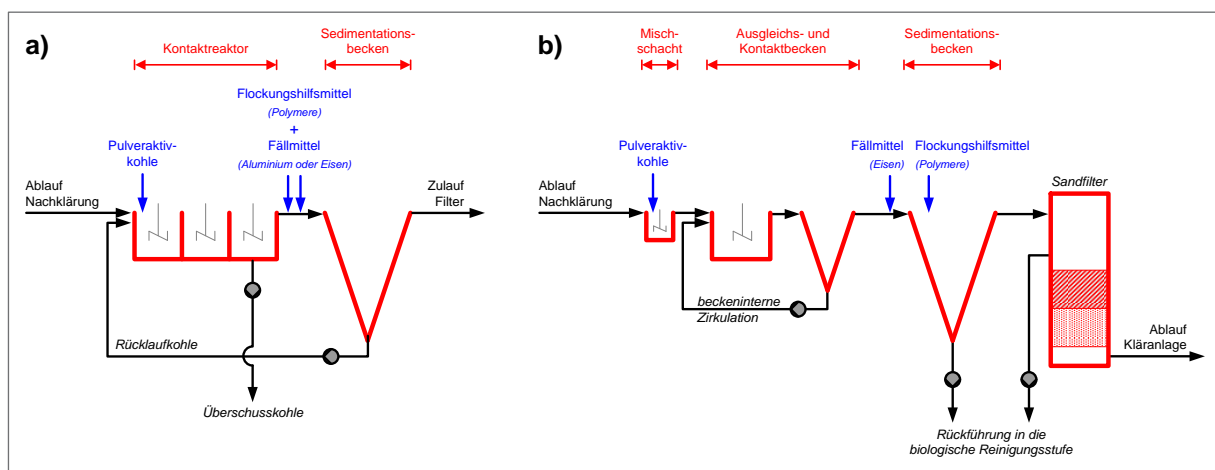 a)
Kontaktreaktor
Sedimentations-
becken
Flockungshilfsmittel
(Polymere)
+
Fällmittel
(Aluminium oder Eisen)
Pulveraktiv-
kohle
Ablauf
Nachklärung
Zulauf
Filter
Rücklaufkohle
Überschusskohle
b)
Misch-
schacht
Ausgleichs- und
Kontaktbecken
Sedimentations-
becken
Pulveraktiv-
kohle
Fällmittel
(Eisen)
Flockungshilfsmittel
(Polymere)
Sandfilter
Ablauf
Nachklärung
beckeninterne
Zirkulation
Ablauf
Kläranlage
Rückführung in die
biologische Reinigungsstufe